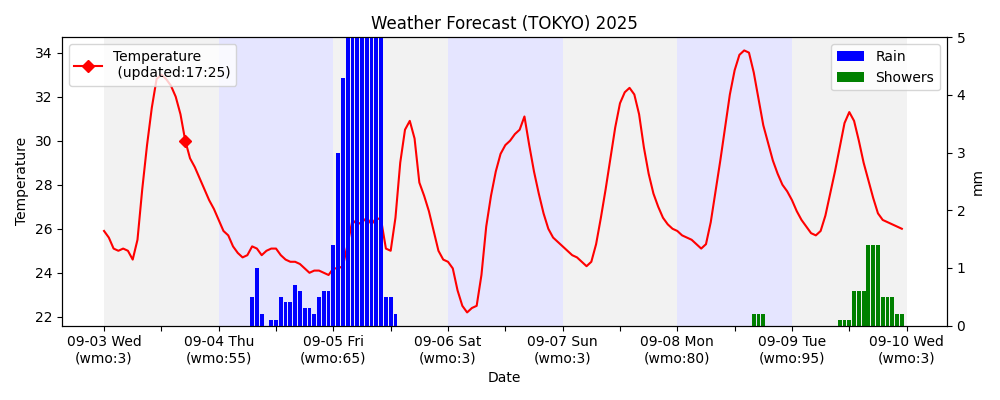 Weather Forecast (TOKYO) 2025
Temperature
(updated:17:25)
Rain
Showers
Temperature
34
32
30
28
26
24
22
5
4
3
2
1
0
mm
09-03 Wed
(wmo:3)
09-04 Thu
(wmo:55)
09-05 Fri
(wmo:65)
09-06 Sat
(wmo:3)
09-07 Sun
(wmo:3)
09-08 Mon
(wmo:80)
09-09 Tue
(wmo:95)
09-10 Wed
(wmo:3)
Date